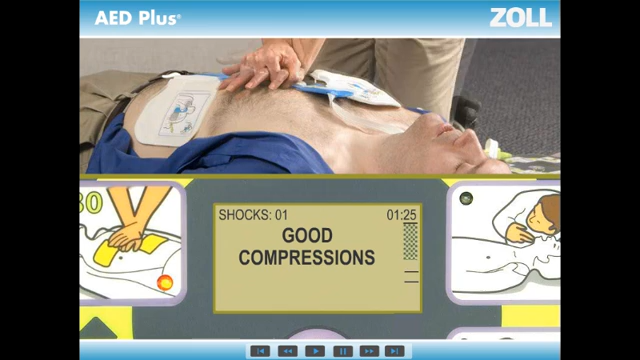 AED Plus®
ZOLL
30
SHOCKS: 01 01:25
GOOD
COMPRESSIONS